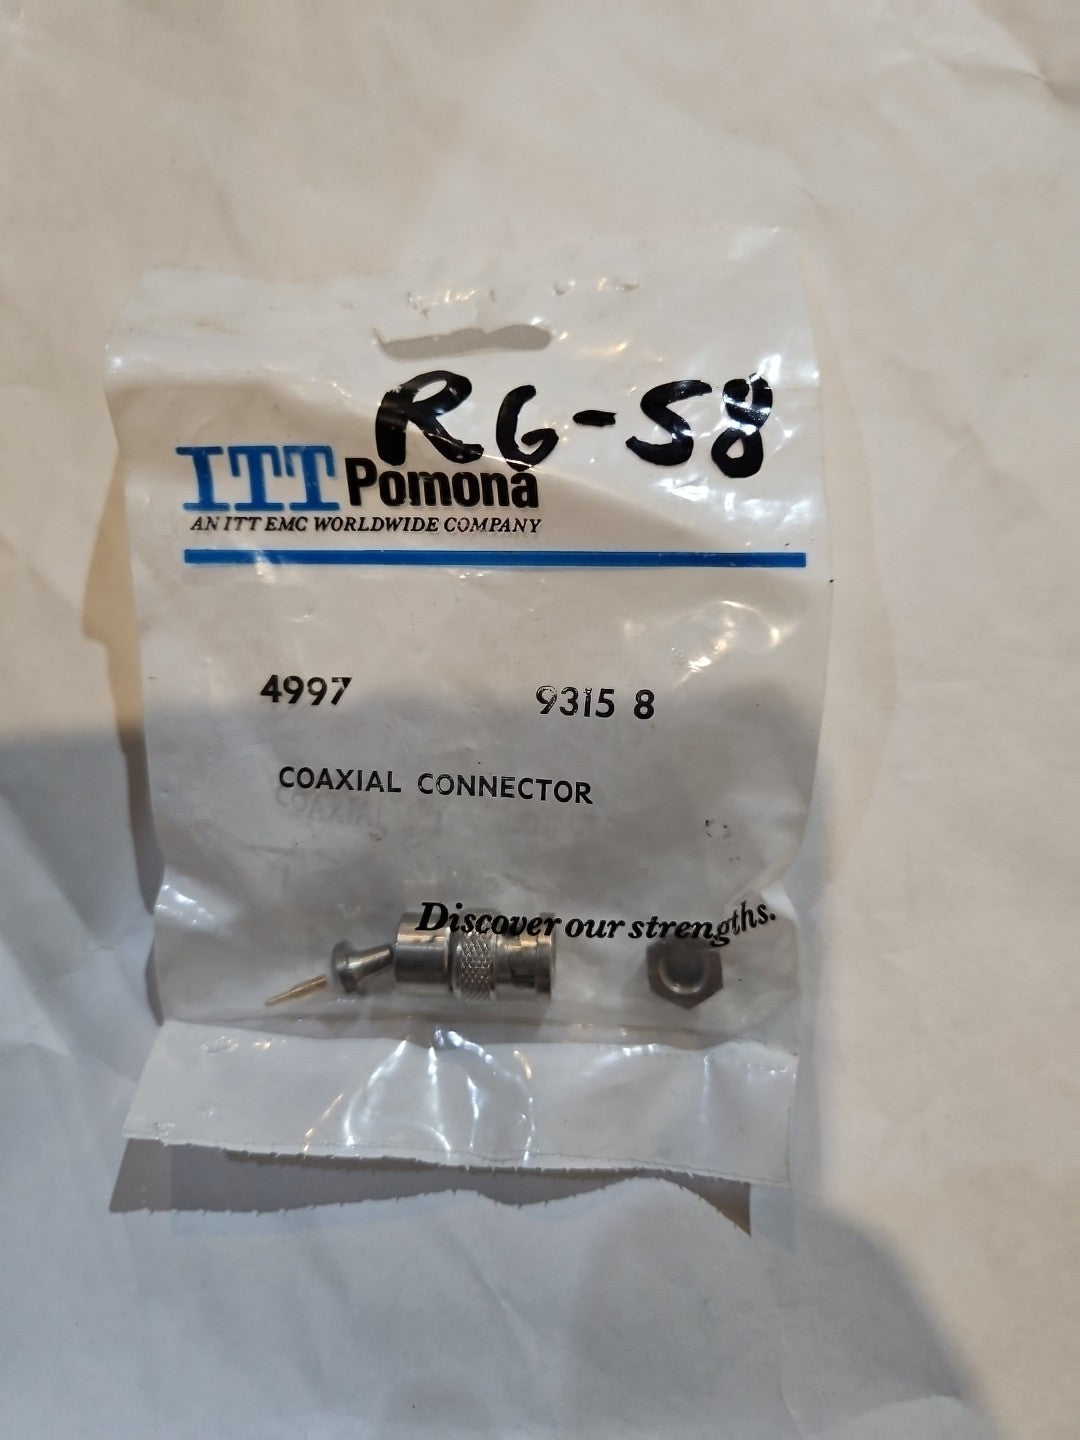 RG-58
ITT Pomona
AN ITT EMC WORLDWIDE COMPANY
4997 9315 8
COAXIAL CONNECTOR
Discover our strengths.